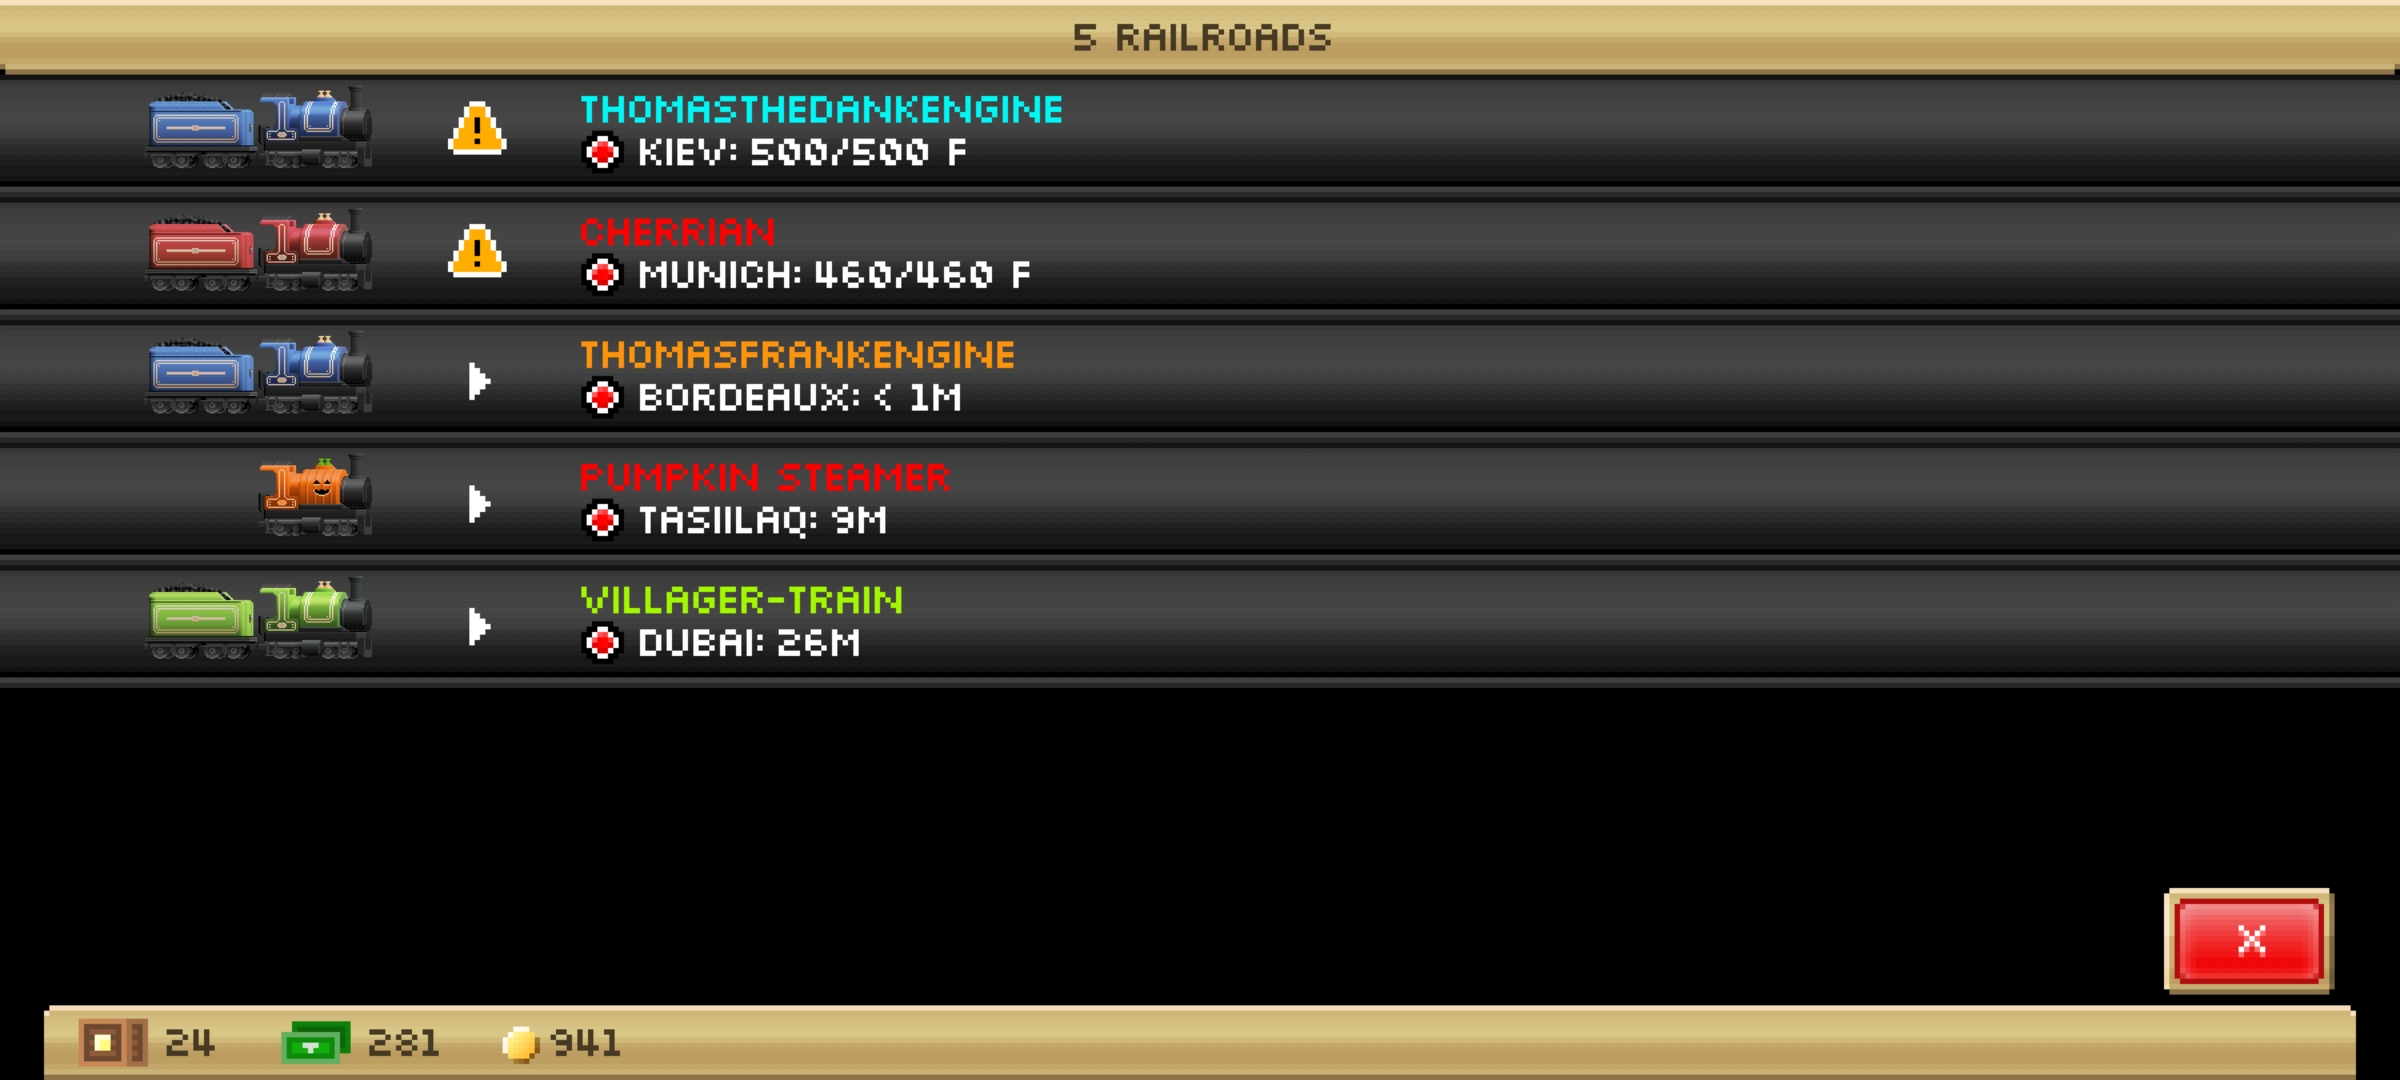 5 RAILROADS
THOMASTHEDANKENGINE
KIEV: 500/500 F
CHERRIAN
MUNICH: 460/460 F
THOMASFRANKENGINE
BORDEAUX: < 1M
PUMPKIN STEAMER
TASIILAQ: 9M
VILLAGER-TRAIN
DUBAI: 26M
X
24 281 941